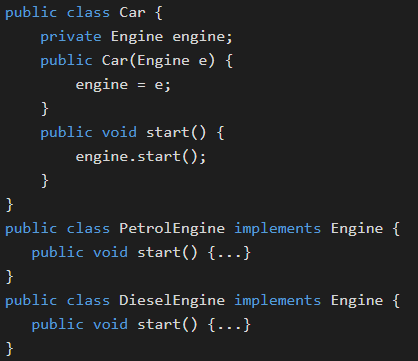 public class Car {
    private Engine engine;
    public Car(Engine e) {
        engine = e;
    }
    public void start() {
        engine.start();
    }
}
public class PetrolEngine implements Engine {
   public void start() {...}
}
public class DieselEngine implements Engine {
   public void start() {...}
}